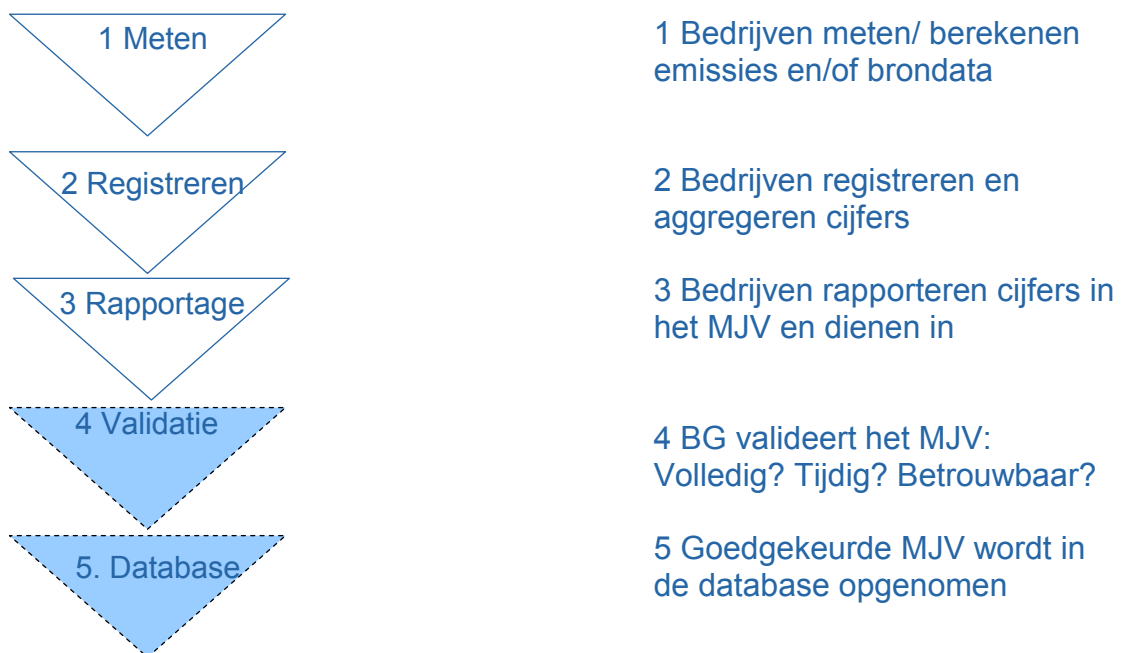 1 Meten
1 Bedrijven meten/ berekenen
emissies en/of brondata
2 Registreren
2 Bedrijven registreren en
aggregeren cijfers
3 Rapportage
3 Bedrijven rapporteren cijfers in
het MJV en dienen in
4 Validatie
4 BG valideert het MJV:
Volledig? Tijdig? Betrouwbaar?
5. Database
5 Goedgekeurde MJV wordt in
de database opgenomen